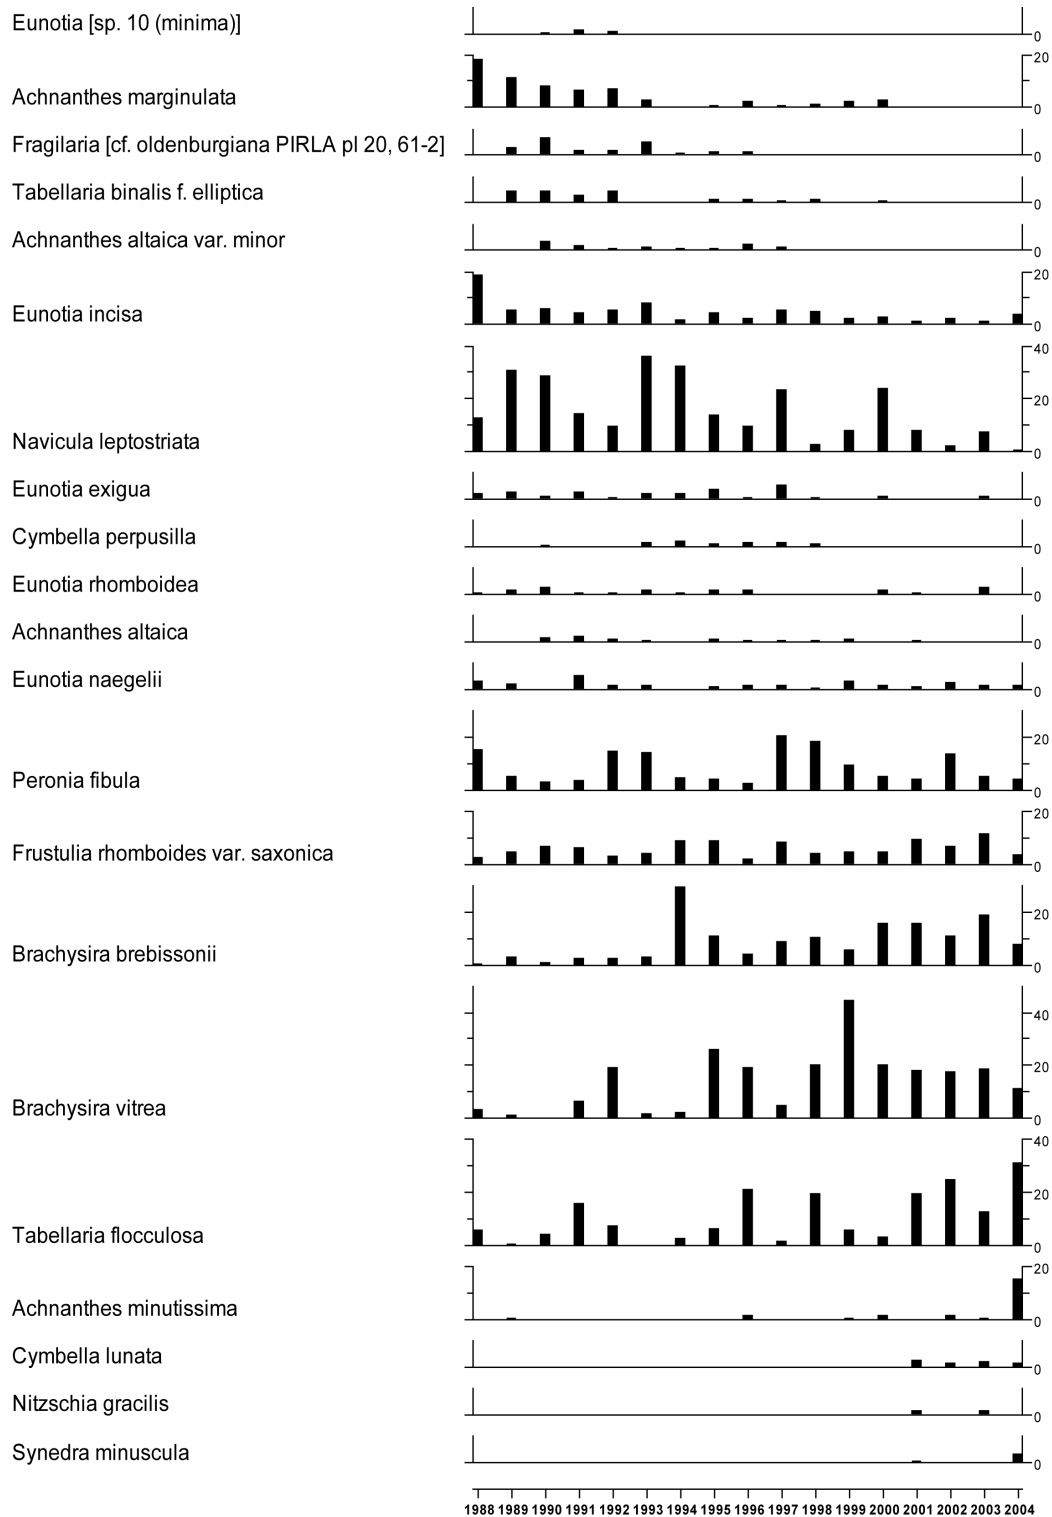 Eunotia [sp. 10 (minima)]
0
20
Achnanthes marginulata
0
Fragilaria [cf. oldenburgiana PIRLA pl 20, 61-2]
0
Tabellaria binalis f. elliptica
0
Achnanthes altaica var. minor
0
20
Eunotia incisa
0
40
20
Navicula leptostriata
0
Eunotia exigua
0
Cymbella perpusilla
0
Eunotia rhomboidea
0
Achnanthes altaica
0
Eunotia naegelii
0
20
Peronia fibula
0
20
Frustulia rhomboides var. saxonica
0
20
Brachysira brebissonii
0
40
20
Brachysira vitrea
0
40
20
Tabellaria flocculosa
0
20
Achnanthes minutissima
0
Cymbella lunata
0
Nitzschia gracilis
0
Synedra minuscula
0
1988 1989 1990 1991 1992 1993 1994 1995 1996 1997 1998 1999 2000 2001 2002 2003 2004